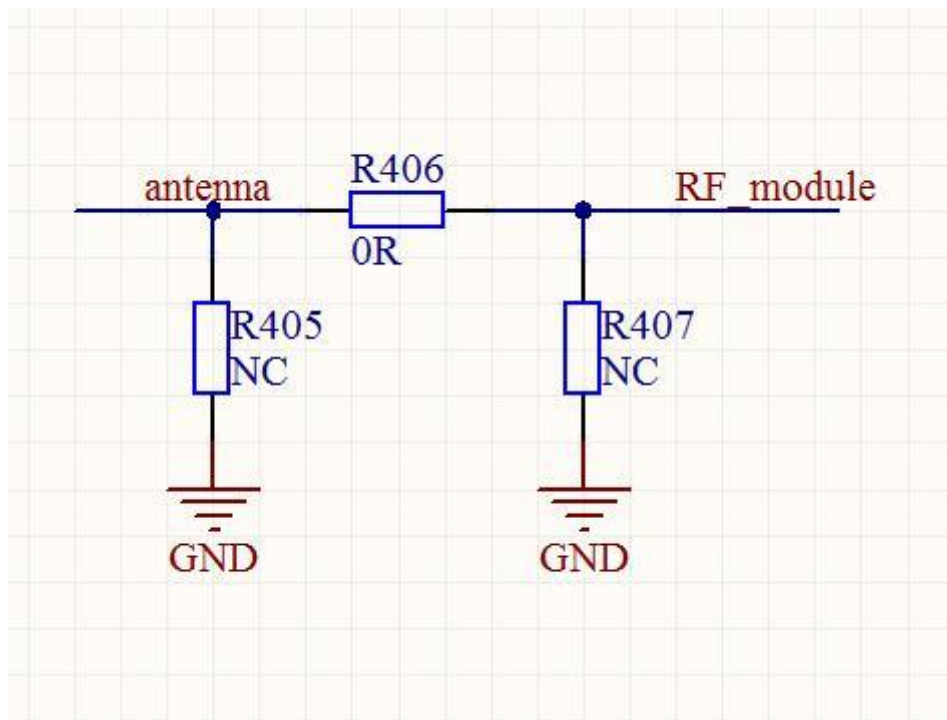 R406
antenna
RF_module
0R
R405
R407
NC
NC
GND
GND